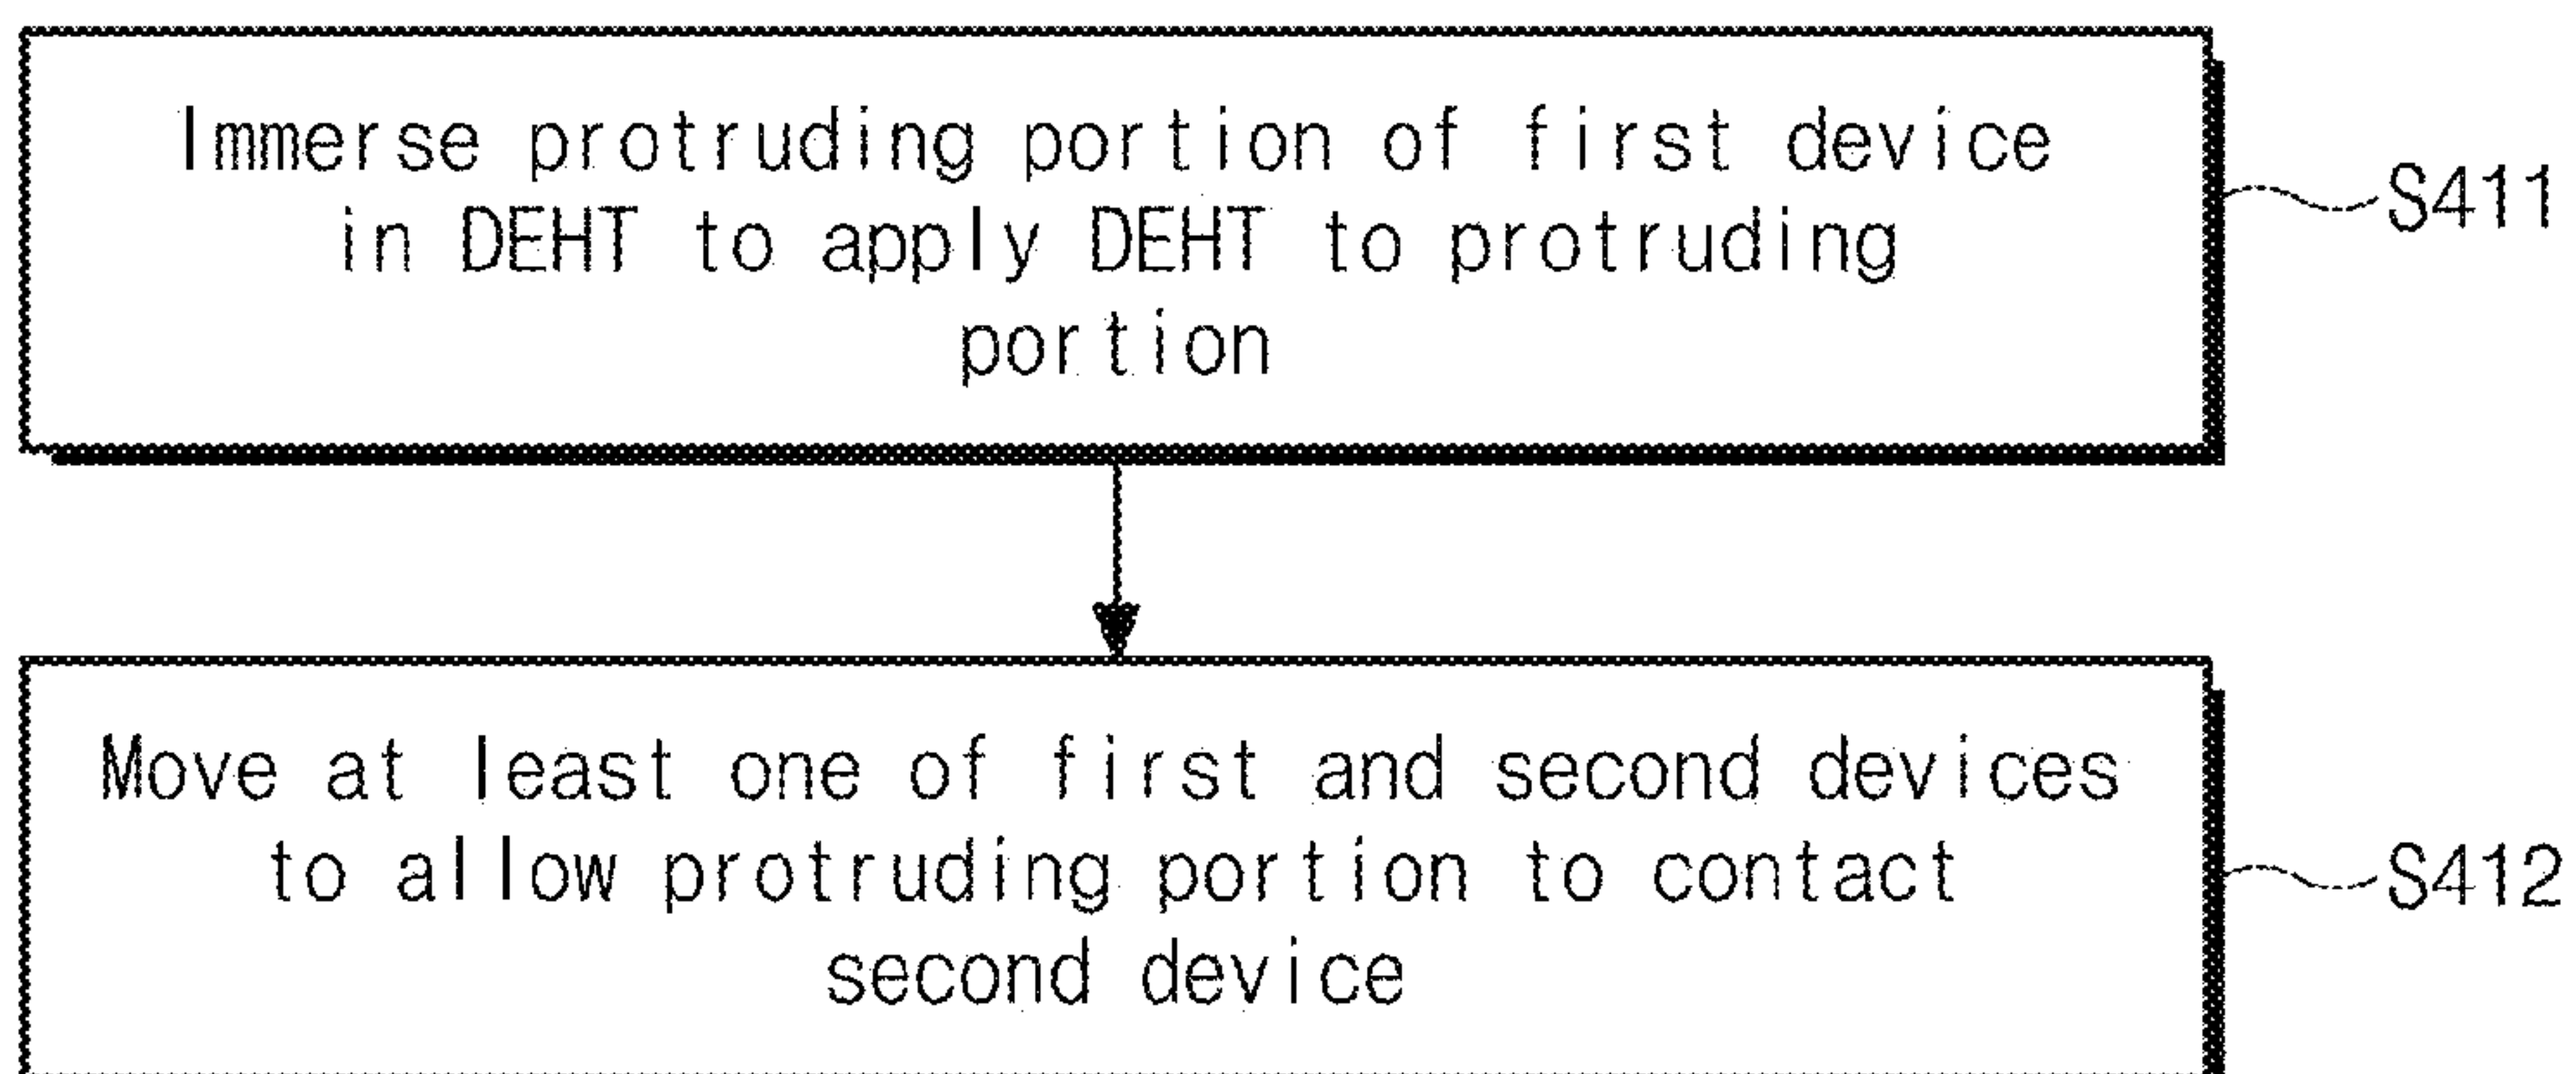 Immerse protruding portion of first device
in DEHT to apply DEHT to protruding
portion
S411
Move at least one of first and second devices
to allow protruding portion to contact
second device
S412